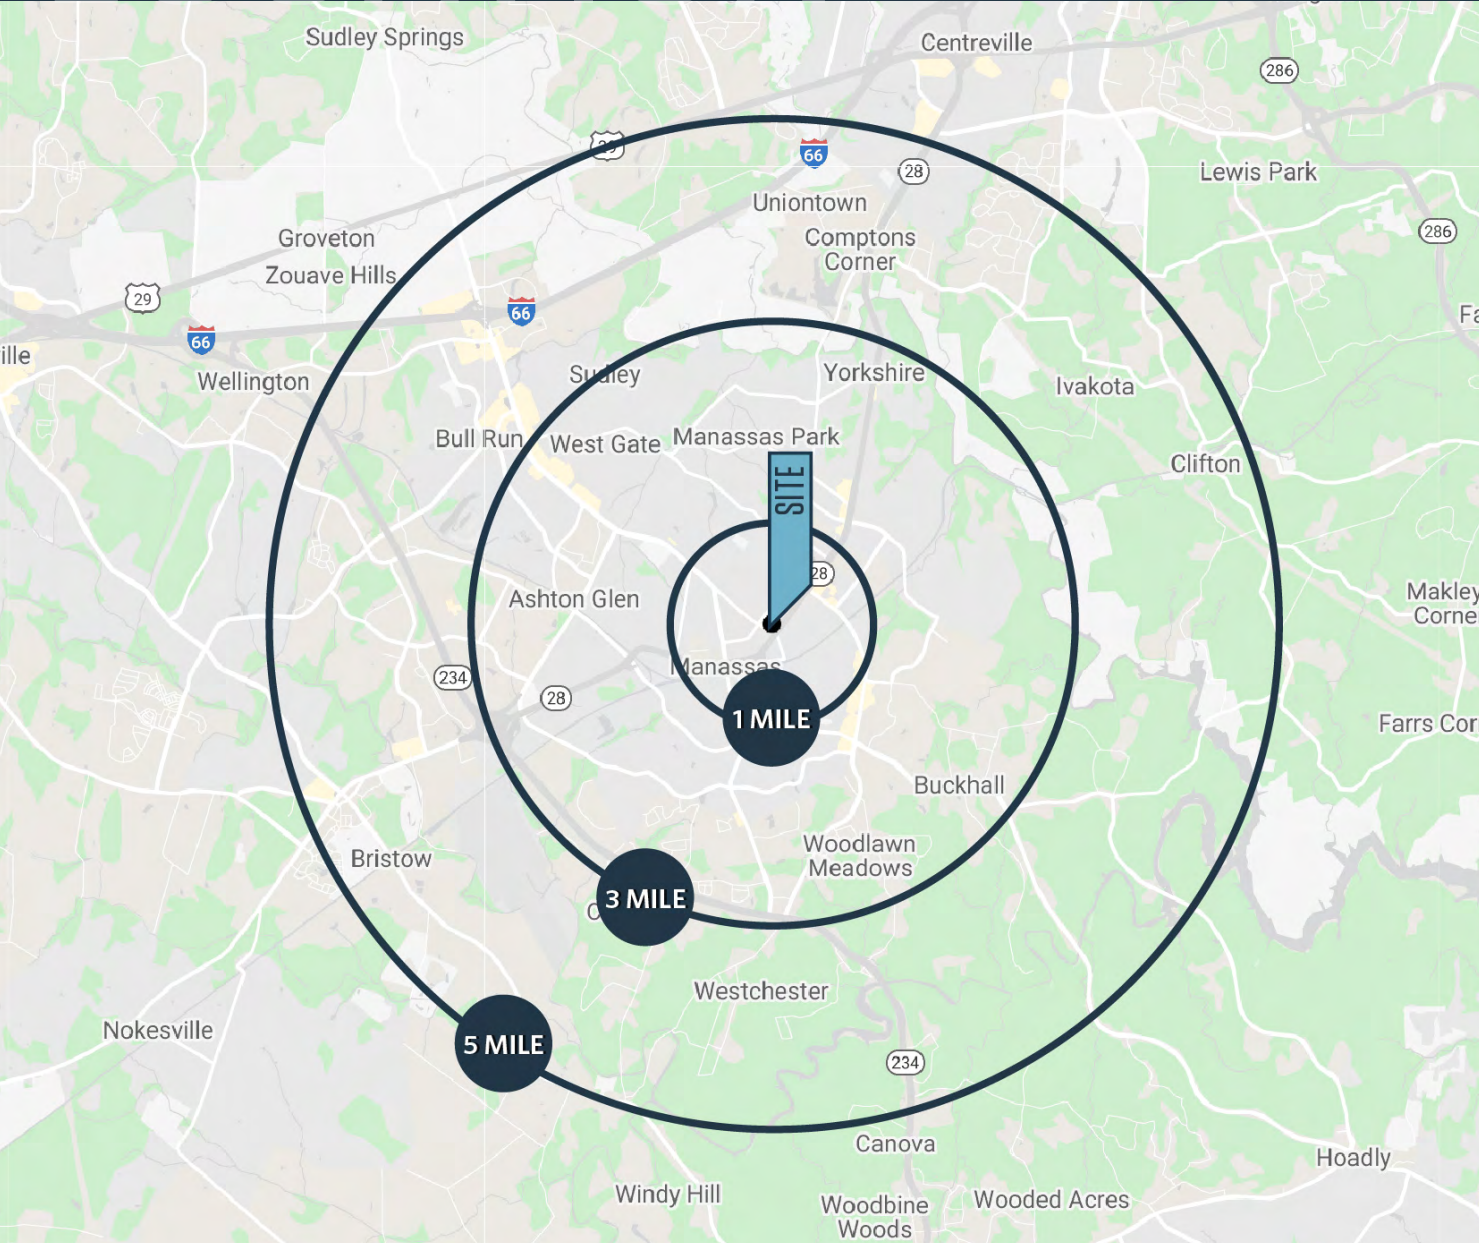 Sudley Springs
Centreville
286
29
66
28
Lewis Park
Uniontown
286
Groveton
Comptons
Corner
Zouave Hills
29
66
66
ille
Sudley
Yorkshire
Wellington
Ivakota
Bull Run
West Gate
Manassas Park
Clifton
SITE
28
Ashton Glen
Makley
Corne
Manassas
234
28
1 MILE
Farrs Cor
Buckhall
Woodlawn
Meadows
Bristow
3 MILE
Westchester
Nokesville
5 MILE
234
Canova
Hoadly
Windy Hill
Woodbine
Woods
Wooded Acres